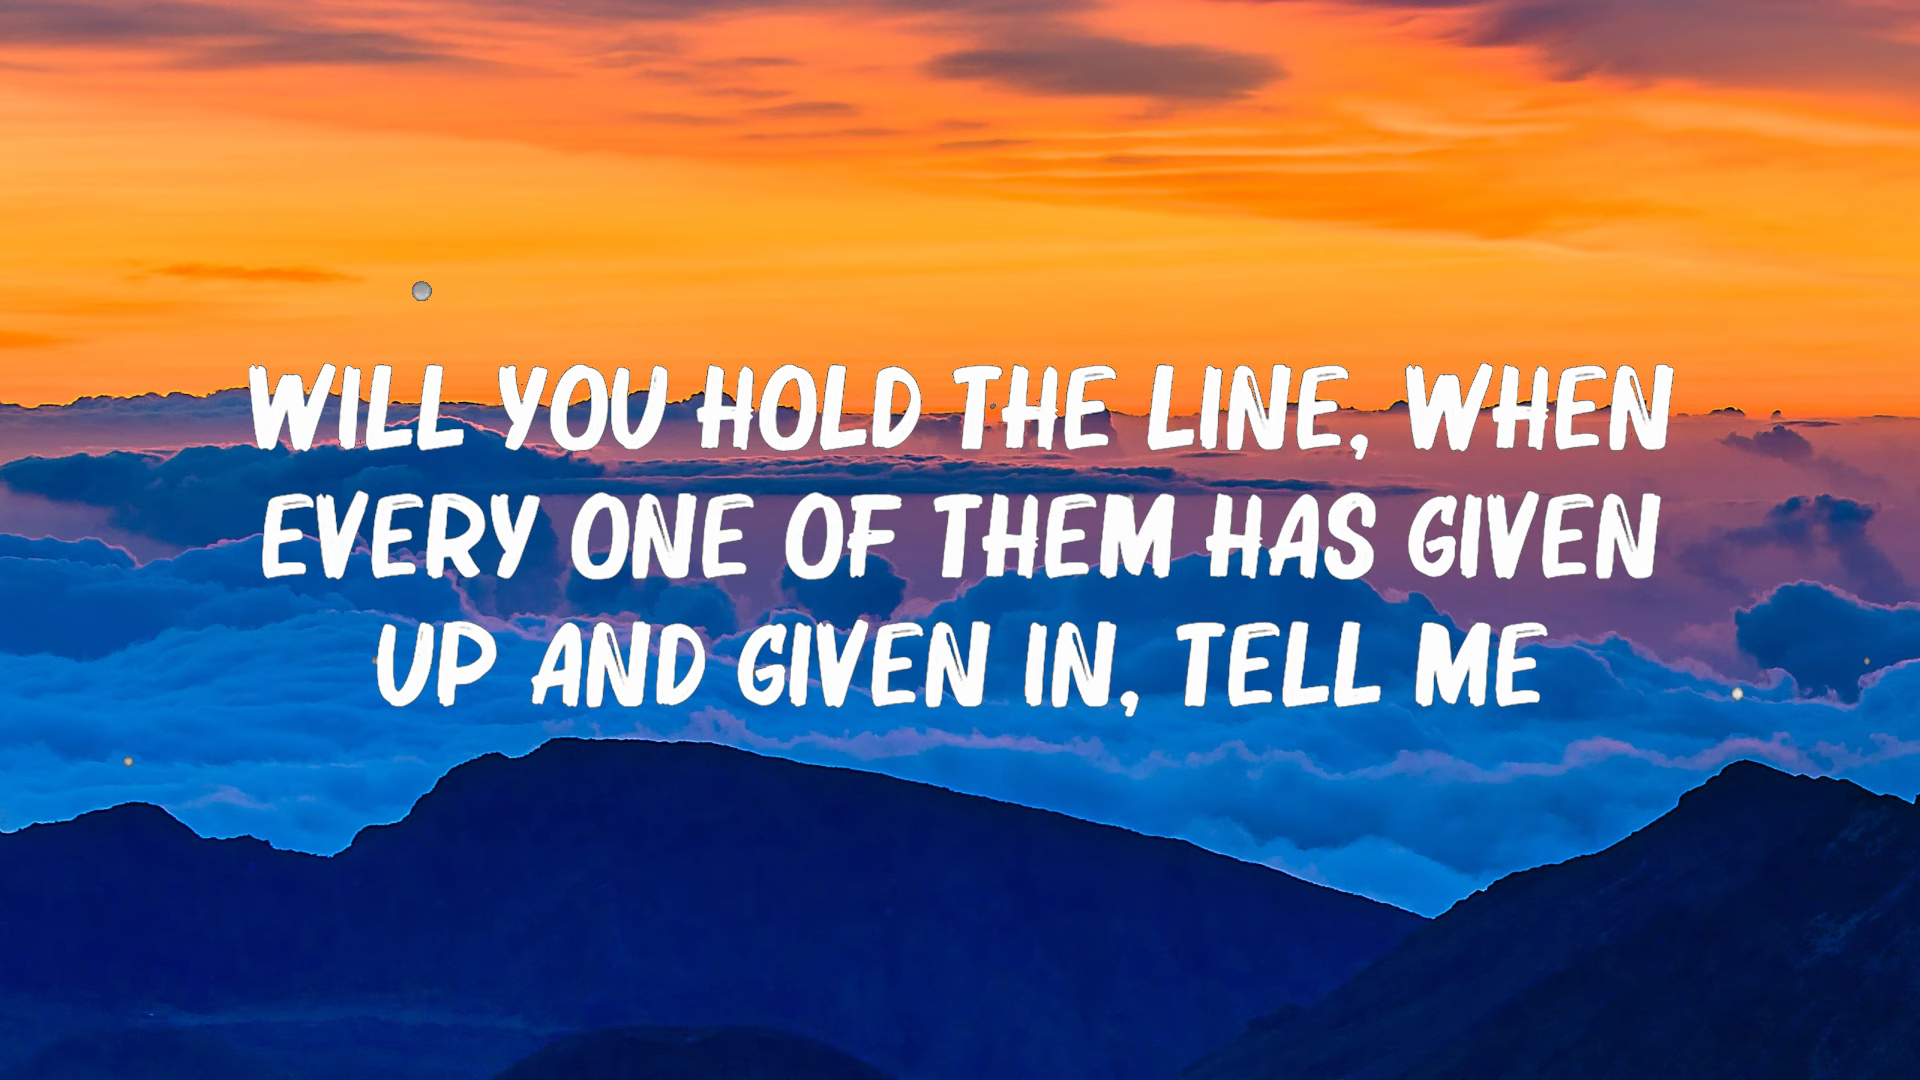 WILL YOU HOLD THE LINE, WHEN
EVERY ONE OF THEM HAS GIVEN
UP AND GIVEN IN, TELL ME